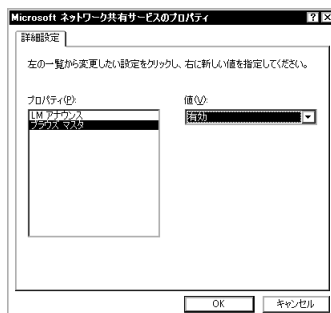 Microsoft ネットワーク共有サービスのプロパティ
詳細設定
左の一覧から変更したい設定をクリックし、右に新しい値を指定してください。
プロパティ(P):
値(V):
LM アナウンス
ブラウズ マスタ
有効
OK
キャンセル